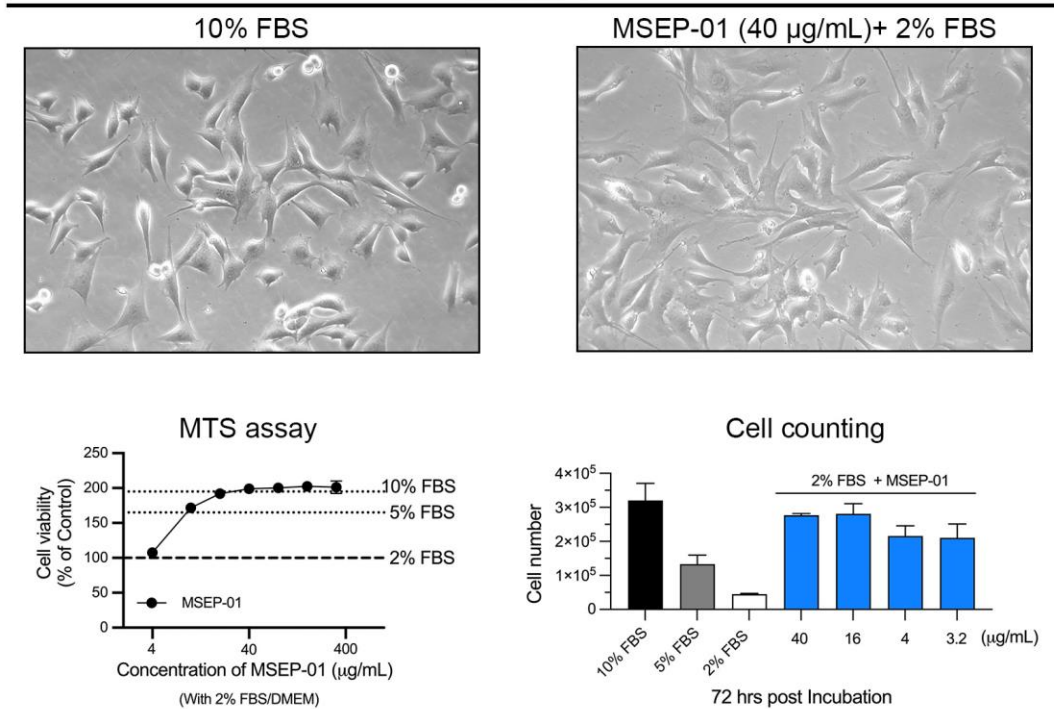 10% FBS
MSEP-01 (40 µg/mL)+ 2% FBS
MTS assay
250
200
150
100
50
0
Cell viability
(% of Control)
10% FBS
5% FBS
2% FBS
MSEP-01
4
40
400
Concentration of MSEP-01 (µg/mL)
(With 2% FBS/DMEM)
Cell counting
2% FBS + MSEP-01
4×10⁵
3×10⁵
2×10⁵
1×10⁵
0
Cell number
10% FBS
5% FBS
2% FBS
40
16
4
3.2
(µg/mL)
72 hrs post Incubation